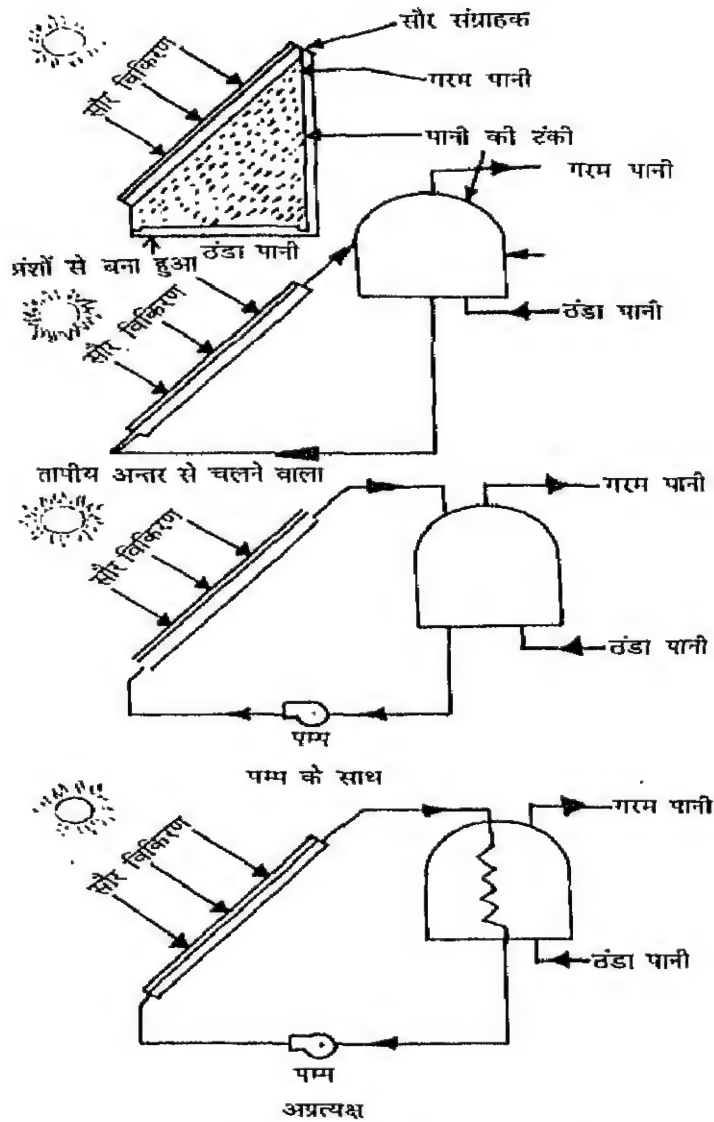 सौर संग्राहक
सौर विकिरण
गरम पानी
पानी की टंकी
गरम पानी
ठंडा पानी
प्रंशों से बना हुआ
सौर विकिरण
ठंडा पानी
तापीय अन्तर से चलने वाला
गरम पानी
सौर विकिरण
ठंडा पानी
पम्प
पम्प के साथ
गरम पानी
सौर विकिरण
ठंडा पानी
पम्प
अप्रत्यक्ष